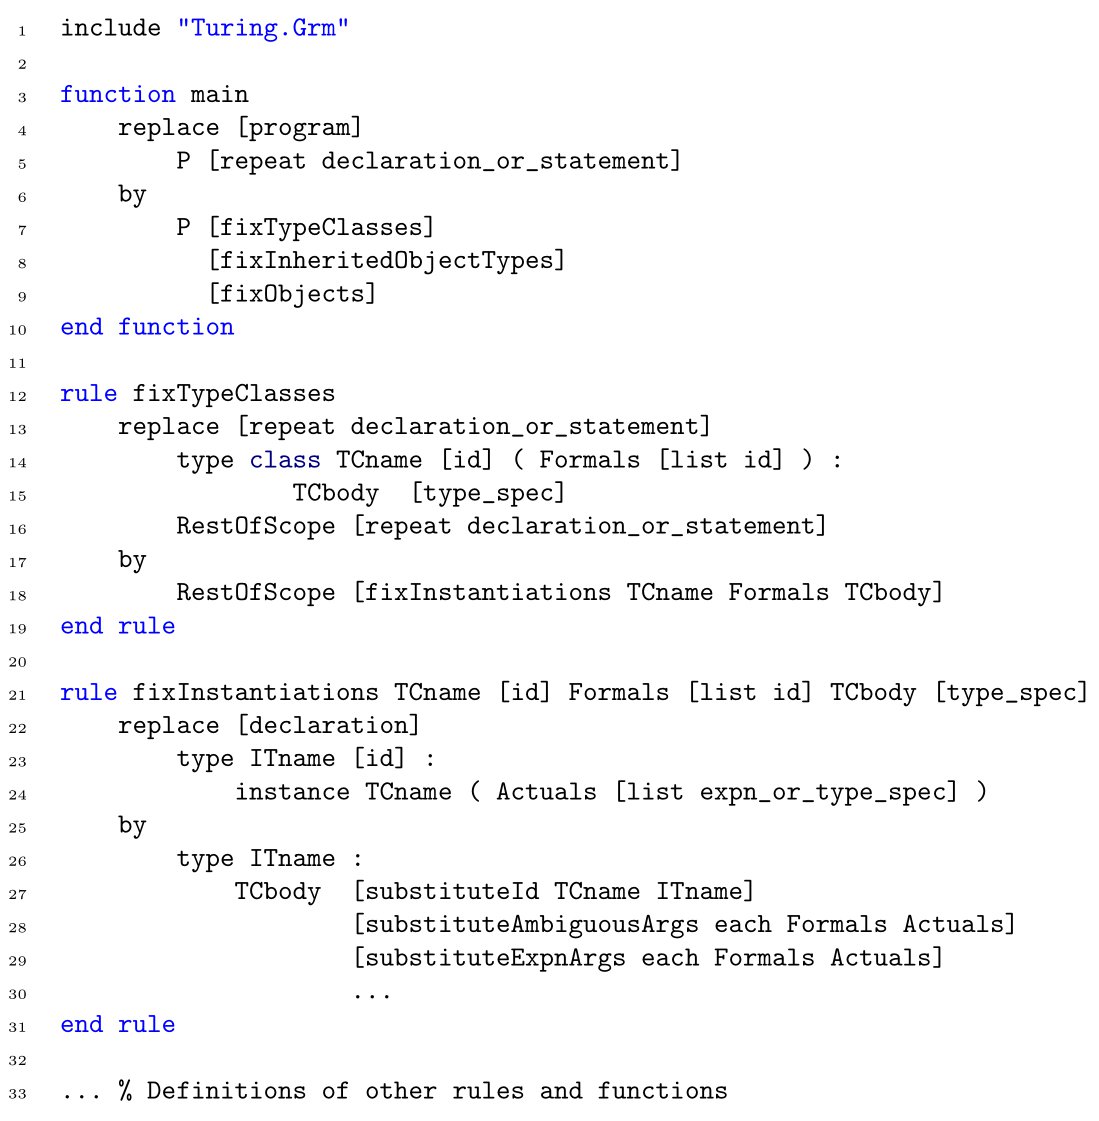 1 include "Turing.Grm"
2
3 function main
4     replace [program]
5         P [repeat declaration_or_statement]
6     by
7         P [fixTypeClasses]
8           [fixInheritedObjectTypes]
9           [fixObjects]
10 end function
11
12 rule fixTypeClasses
13     replace [repeat declaration_or_statement]
14         type class TCname [id] ( Formals [list id] ) :
15                 TCbody  [type_spec]
16         RestOfScope [repeat declaration_or_statement]
17     by
18         RestOfScope [fixInstantiations TCname Formals TCbody]
19 end rule
20
21 rule fixInstantiations TCname [id] Formals [list id] TCbody [type_spec]
22     replace [declaration]
23         type ITname [id] :
24             instance TCname ( Actuals [list expn_or_type_spec] )
25     by
26         type ITname :
27             TCbody  [substituteId TCname ITname]
28                     [substituteAmbiguousArgs each Formals Actuals]
29                     [substituteExpnArgs each Formals Actuals]
30                     ...
31 end rule
32
33 ... % Definitions of other rules and functions